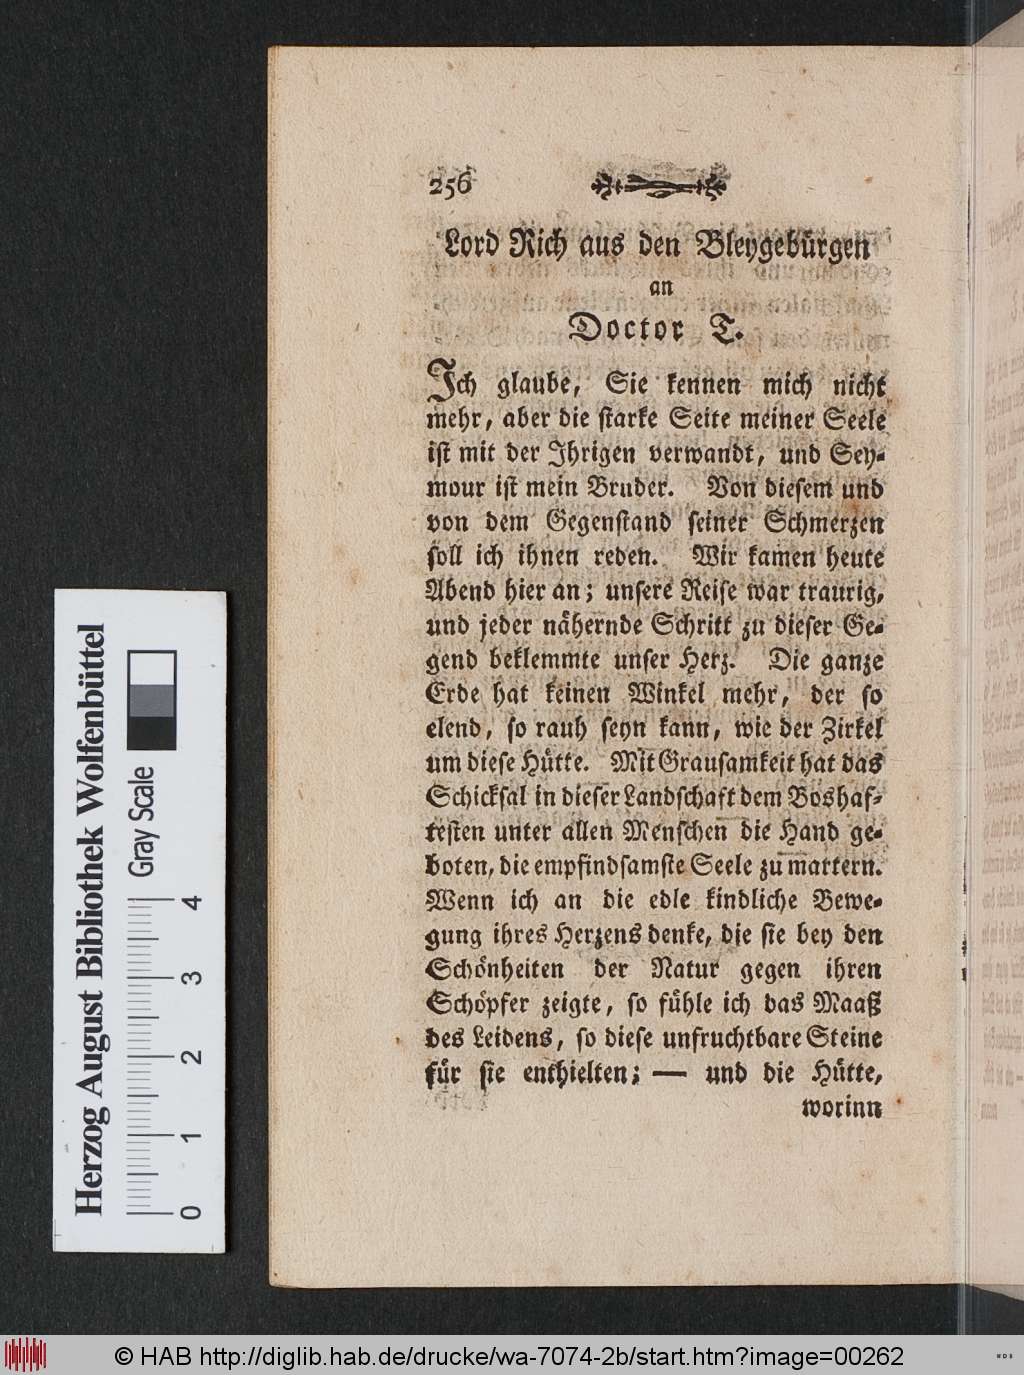 256
Lord Rich aus den Bleygebürgen
an
Doctor T.
Ich glaube, Sie kennen mich nicht
mehr, aber die starke Seite meiner Seele
ist mit der Ihrigen verwandt, und Sey-
mour ist mein Bruder. Von diesem und
von dem Gegenstand seiner Schmerzen
soll ich ihnen reden. Wir kamen heute
Abend hier an; unsere Reise war traurig,
und jeder nähernde Schritt zu dieser Ge-
gend beklemmte unser Herz. Die ganze
Erde hat keinen Winkel mehr, der so
elend, so rauh seyn kann, wie der Zirkel
um diese Hütte. Mit Grausamkeit hat das
Schicksal in dieser Landschaft dem Boshaf-
testen unter allen Menschen die Hand ge-
boten, die empfindsamste Seele zu martern.
Wenn ich an die edle kindliche Bewe-
gung ihres Herzens denke, die sie bey den
Schönheiten der Natur gegen ihren
Schöpfer zeigte, so fühle ich das Maaß
des Leidens, so diese unfruchtbare Steine
für sie enthielten; — und die Hütte,
worinn
Herzog August Bibliothek Wolfenbüttel
Gray Scale
0 1 2 3 4
© HAB http://diglib.hab.de/drucke/wa-7074-2b/start.htm?image=00262